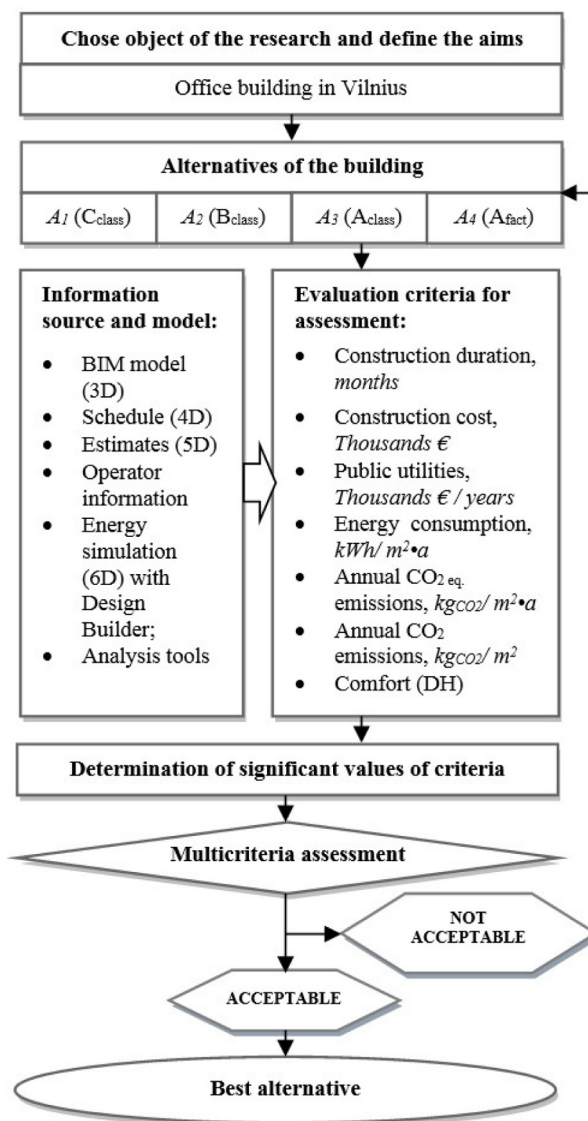 Chose object of the research and define the aims
Office building in Vilnius
Alternatives of the building
A1 (Cclass)
A2 (Bclass)
A3 (Aclass)
A4 (Afact)
Information
source and model:
• BIM model
(3D)
• Schedule (4D)
• Estimates (5D)
• Operator
information
• Energy
simulation
(6D) with
Design
Builder;
• Analysis tools
Evaluation criteria for
assessment:
• Construction duration,
months
• Construction cost,
Thousands €
• Public utilities,
Thousands € / years
• Energy consumption,
kWh/ m²•a
• Annual CO2 eq.
emissions, kgCO2/ m²•a
• Annual CO2
emissions, kgCO2/ m²
• Comfort (DH)
Determination of significant values of criteria
Multicriteria assessment
NOT
ACCEPTABLE
ACCEPTABLE
Best alternative